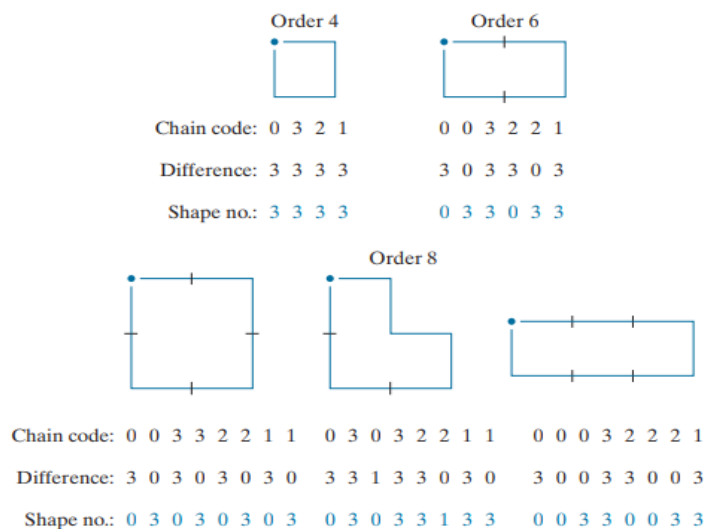 Order 4 Order 6
Chain code: 0 3 2 1 0 0 3 2 2 1
Difference: 3 3 3 3 3 0 3 3 0 3
Shape no.: 3 3 3 3 0 3 3 0 3 3
Order 8
Chain code: 0 0 3 3 2 2 1 1 0 3 0 3 2 2 1 1 0 0 0 3 2 2 2 1
Difference: 3 0 3 0 3 0 3 0 3 3 1 3 3 0 3 0 3 0 0 3 3 0 0 3
Shape no.: 0 3 0 3 0 3 0 3 0 3 0 3 3 1 3 3 0 0 3 3 0 0 3 3